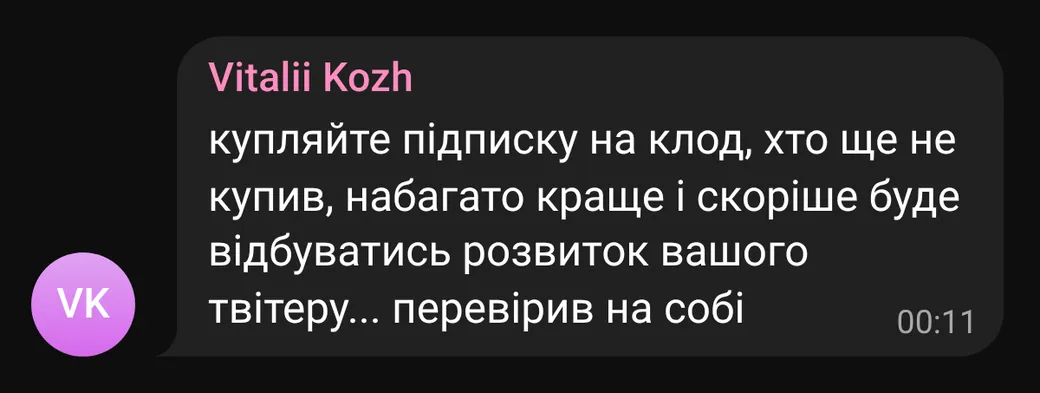 Vitalii Kozh
купляйте підписку на клод, хто ще не
купив, набагато краще і скоріше буде
відбуватись розвиток вашого
твітеру... перевірив на собі
VK
00:11